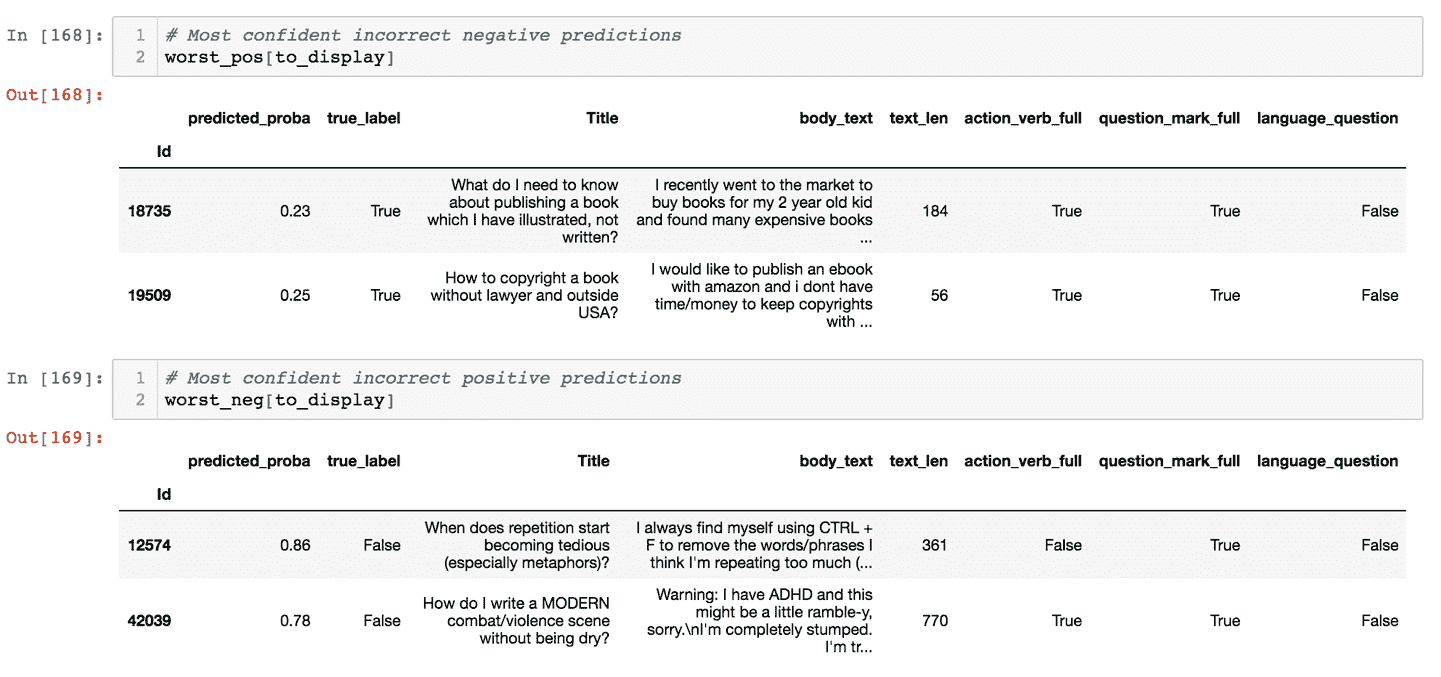 In [168]:
1 # Most confident incorrect negative predictions
2 worst_pos[to_display]
Out[168]:
predicted_proba true_label Title body_text text_len action_verb_full question_mark_full language_question
Id
What do I need to know I recently went to the market to
about publishing a book buy books for my 2 year old kid
18735 0.23 True which I have illustrated, not and found many expensive books 184 True True False
written? ...
I would like to publish an ebook
How to copyright a book with amazon and i dont have
19509 0.25 True without lawyer and outside time/money to keep copyrights 56 True True False
USA? with ...
In [169]:
1 # Most confident incorrect positive predictions
2 worst_neg[to_display]
Out[169]:
predicted_proba true_label Title body_text text_len action_verb_full question_mark_full language_question
Id
When does repetition start I always find myself using CTRL +
12574 0.86 False becoming tedious F to remove the words/phrases I 361 False True False
(especially metaphors)? think I'm repeating too much (...
Warning: I have ADHD and this
How do I write a MODERN might be a little ramble-y,
42039 0.78 False combat/violence scene sorry.\nI'm completely stumped. 770 True True False
without being dry? I'm tr...